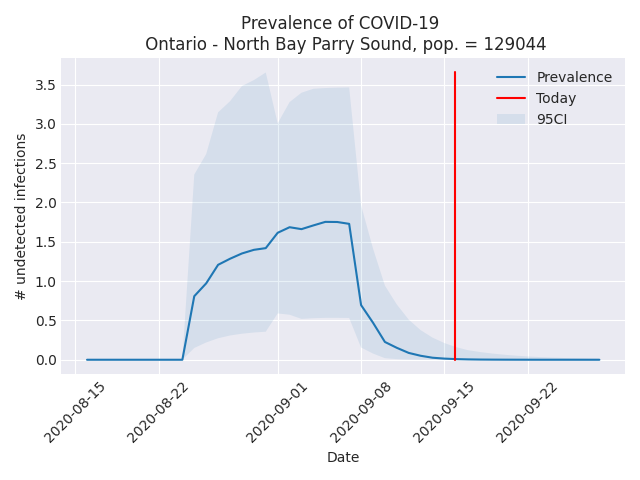 Prevalence of COVID-19
Ontario - North Bay Parry Sound, pop. = 129044
Prevalence
Today
95CI
3.5
3.0
2.5
2.0
1.5
1.0
0.5
0.0
# undetected infections
2020-08-15
2020-08-22
2020-09-01
2020-09-08
2020-09-15
2020-09-22
Date